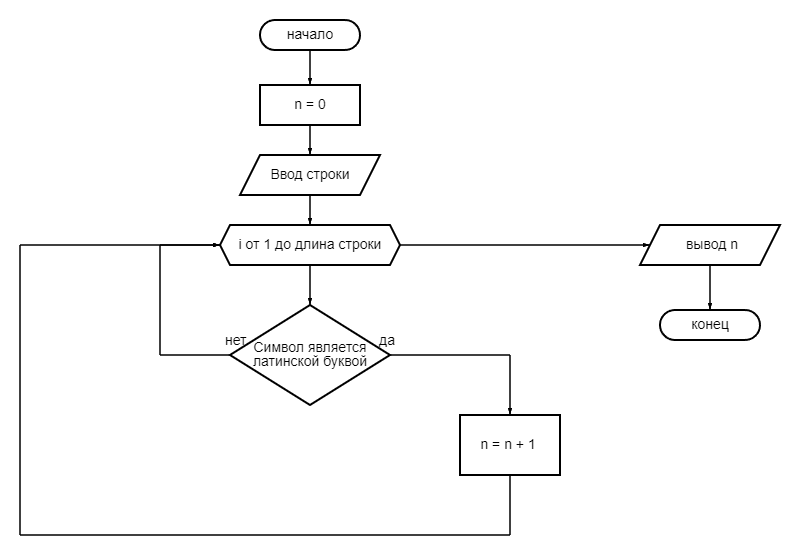 начало
n = 0
Ввод строки
i от 1 до длина строки
вывод n
конец
нет
Символ является
латинской буквой
да
n = n + 1